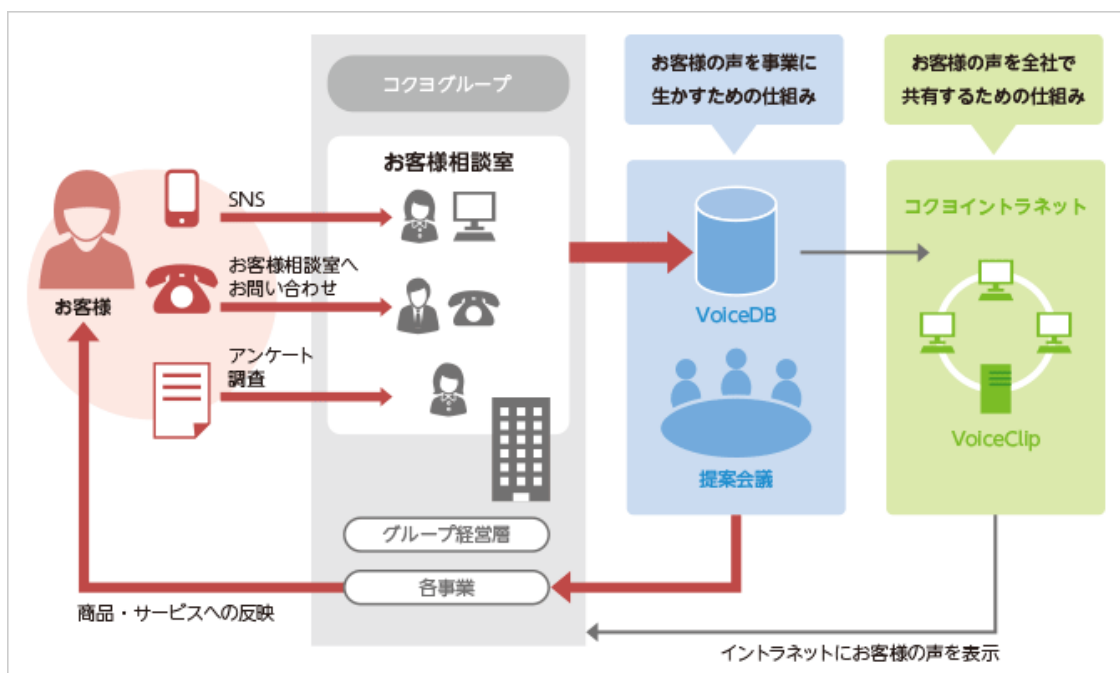 コクヨグループ
お客様の声を事業に
生かすための仕組み
お客様の声を全社で
共有するための仕組み
お客様相談室
SNS
お客様相談室へ
お問い合わせ
お客様
アンケート
調査
VoiceDB
提案会議
コクヨイントラネット
VoiceClip
グループ経営層
各事業
商品・サービスへの反映
イントラネットにお客様の声を表示